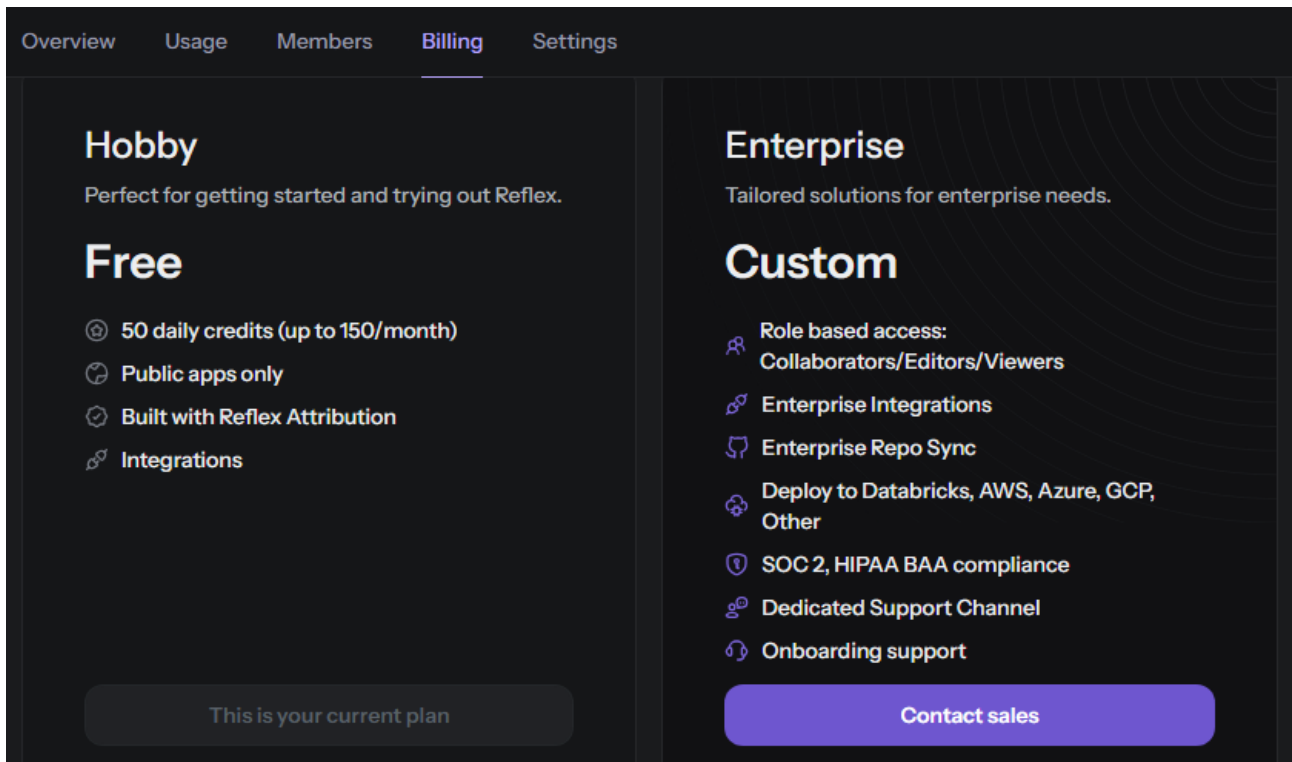 Overview Usage Members Billing Settings
Hobby
Perfect for getting started and trying out Reflex.
Free
50 daily credits (up to 150/month)
Public apps only
Built with Reflex Attribution
Integrations
This is your current plan
Enterprise
Tailored solutions for enterprise needs.
Custom
Role based access:
Collaborators/Editors/Viewers
Enterprise Integrations
Enterprise Repo Sync
Deploy to Databricks, AWS, Azure, GCP,
Other
SOC 2, HIPAA BAA compliance
Dedicated Support Channel
Onboarding support
Contact sales